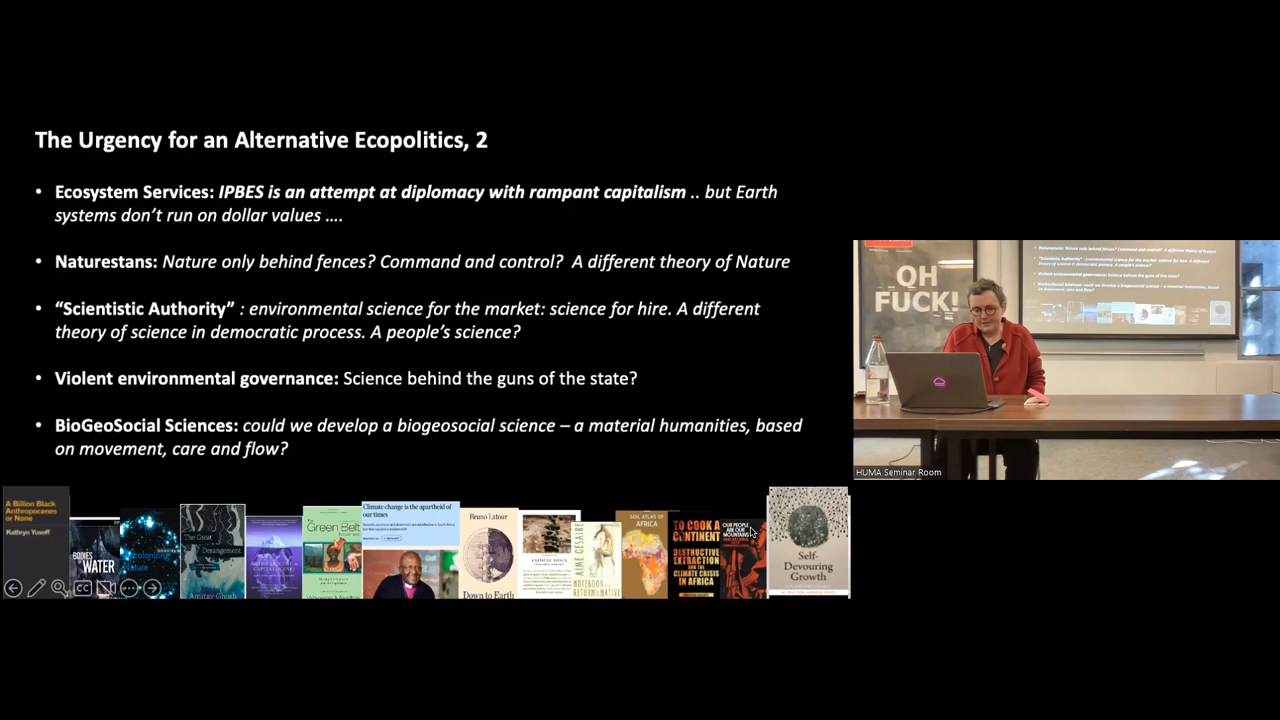 The Urgency for an Alternative Ecopolitics, 2
• Ecosystem Services: IPBES is an attempt at diplomacy with rampant capitalism .. but Earth
systems don’t run on dollar values ….
• Naturestans: Nature only behind fences? Command and control? A different theory of Nature
• “Scientistic Authority” : environmental science for the market: science for hire. A different
theory of science in democratic process. A people’s science?
• Violent environmental governance: Science behind the guns of the state?
• BioGeoSocial Sciences: could we develop a biogeosocial science – a material humanities, based
on movement, care and flow?
OH
FUCK!
HUMA Seminar Room
A Billion Black
Anthropocenes
or None
Kathryn Yusoff
BODIES
WATER
The Great
Derangement
Amitav Ghosh
The
Green Belt
Climate change is the apartheid of
our times
Bruno Latour
Down to Earth
CRITICAL ZONES
AIMÉ CÉSAIRE
NOTEBOOK
RETURN
NATIVE
SOIL ATLAS OF
AFRICA
TO COOK A
CONTINENT
DESTRUCTIVE
EXTRACTION
AND THE
CLIMATE CRISIS
IN AFRICA
OUR PEOPLE
ARE OUR
MOUNTAINS
Self-
Devouring
Growth